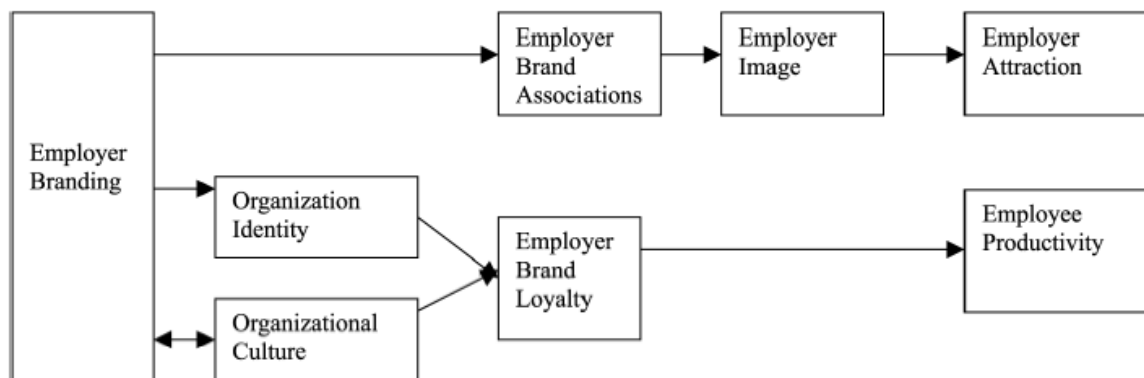 Employer
Branding
Employer
Brand
Associations
Employer
Image
Employer
Attraction
Organization
Identity
Organizational
Culture
Employer
Brand
Loyalty
Employee
Productivity